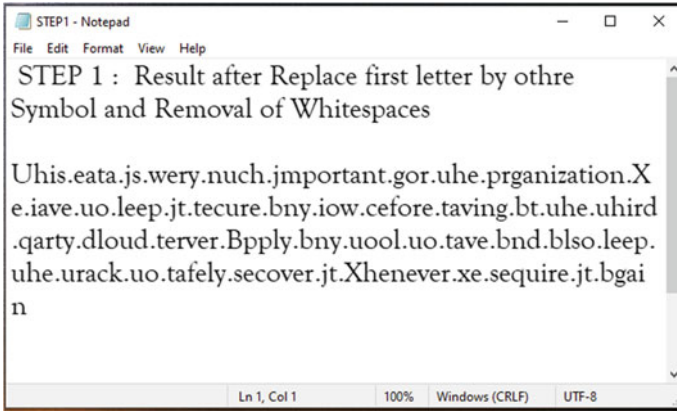 STEP1 - Notepad
File Edit Format View Help
STEP 1 : Result after Replace first letter by othre
Symbol and Removal of Whitespaces
Uhis.eata.js.wery.nuch.jmportant.gor.uhe.prganization.X
e.iave.uo.leep.jt.tecure.bny.iow.cefore.taving.bt.uhe.uhird
.qarty.dloud.terver.Bpply.bny.uool.uo.tave.bnd.blso.leep.
uhe.urack.uo.tafely.secover.jt.Xhenever.xe.sequire.jt.bgai
n
Ln 1, Col 1 100% Windows (CRLF) UTF-8